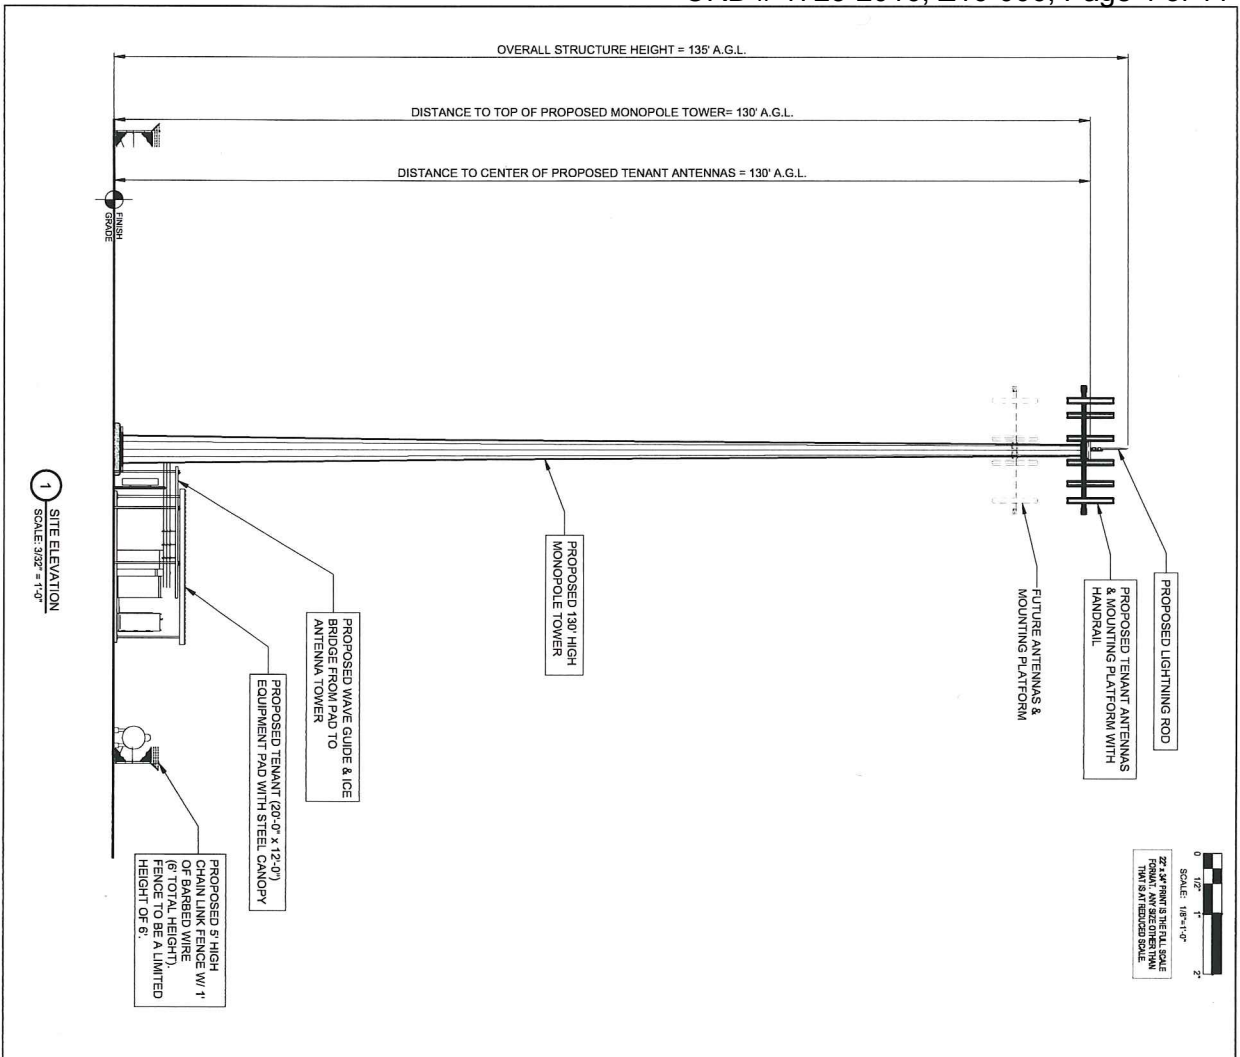 OVERALL STRUCTURE HEIGHT = 135' A.G.L.
DISTANCE TO TOP OF PROPOSED MONOPOLE TOWER= 130' A.G.L.
DISTANCE TO CENTER OF PROPOSED TENANT ANTENNAS = 130' A.G.L.
FINISH
GRADE
PROPOSED LIGHTNING ROD
PROPOSED TENANT ANTENNAS
& MOUNTING PLATFORM WITH
HANDRAIL
FUTURE ANTENNAS &
MOUNTING PLATFORM
PROPOSED 130' HIGH
MONOPOLE TOWER
PROPOSED WAVE GUIDE & ICE
BRIDGE FROM PAD TO
ANTENNA TOWER
PROPOSED TENANT (20'-0" x 12'-0")
EQUIPMENT PAD WITH STEEL CANOPY
PROPOSED 5' HIGH
CHAIN LINK FENCE W/ 1'
OF BARBED WIRE
(6' TOTAL HEIGHT).
FENCE TO BE A LIMITED
HEIGHT OF 6'.
1
SITE ELEVATION
SCALE: 3/32" = 1'-0"
0 1/2" 1" 2"
SCALE: 1/8"=1'-0"
22" x 34" PRINT IS THE FULL SCALE
FORMAT. ANY SIZE OTHER THAN
THAT IS AT REDUCED SCALE.